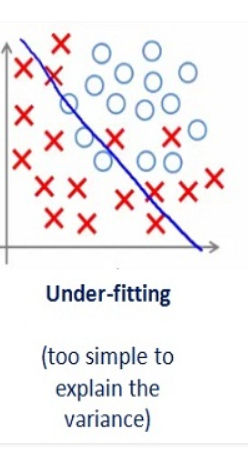 Under-fitting
(too simple to
explain the
variance)